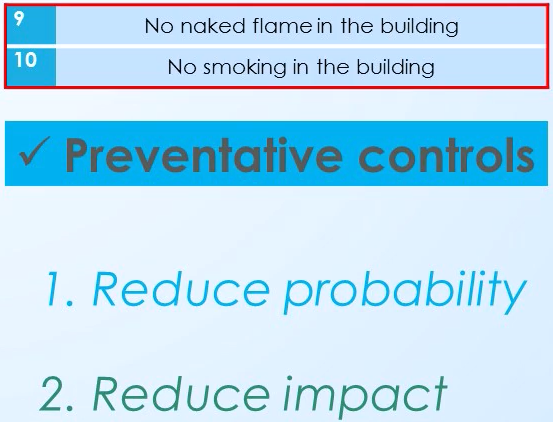 9 No naked flame in the building
10 No smoking in the building
✓ Preventative controls
1. Reduce probability
2. Reduce impact